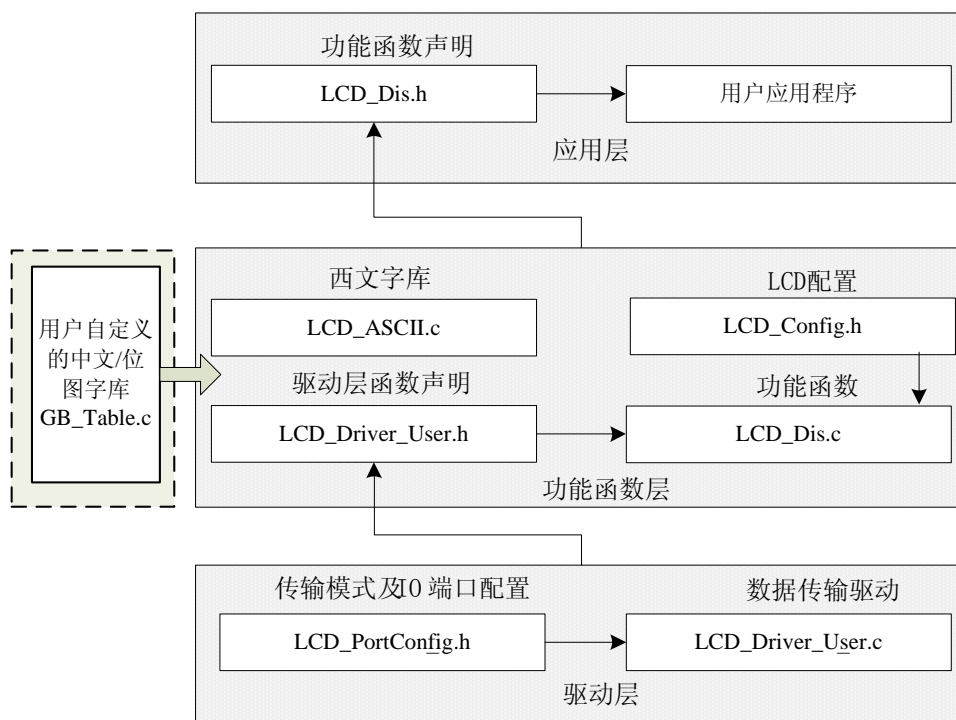 功能函数声明
LCD_Dis.h
用户应用程序
应用层
用户自定义
的中文/位
图字库
GB_Table.c
西文字库
LCD配置
LCD_ASCII.c
LCD_Config.h
驱动层函数声明
功能函数
LCD_Driver_User.h
LCD_Dis.c
功能函数层
传输模式及IO 端口配置
数据传输驱动
LCD_PortConfig.h
LCD_Driver_User.c
驱动层